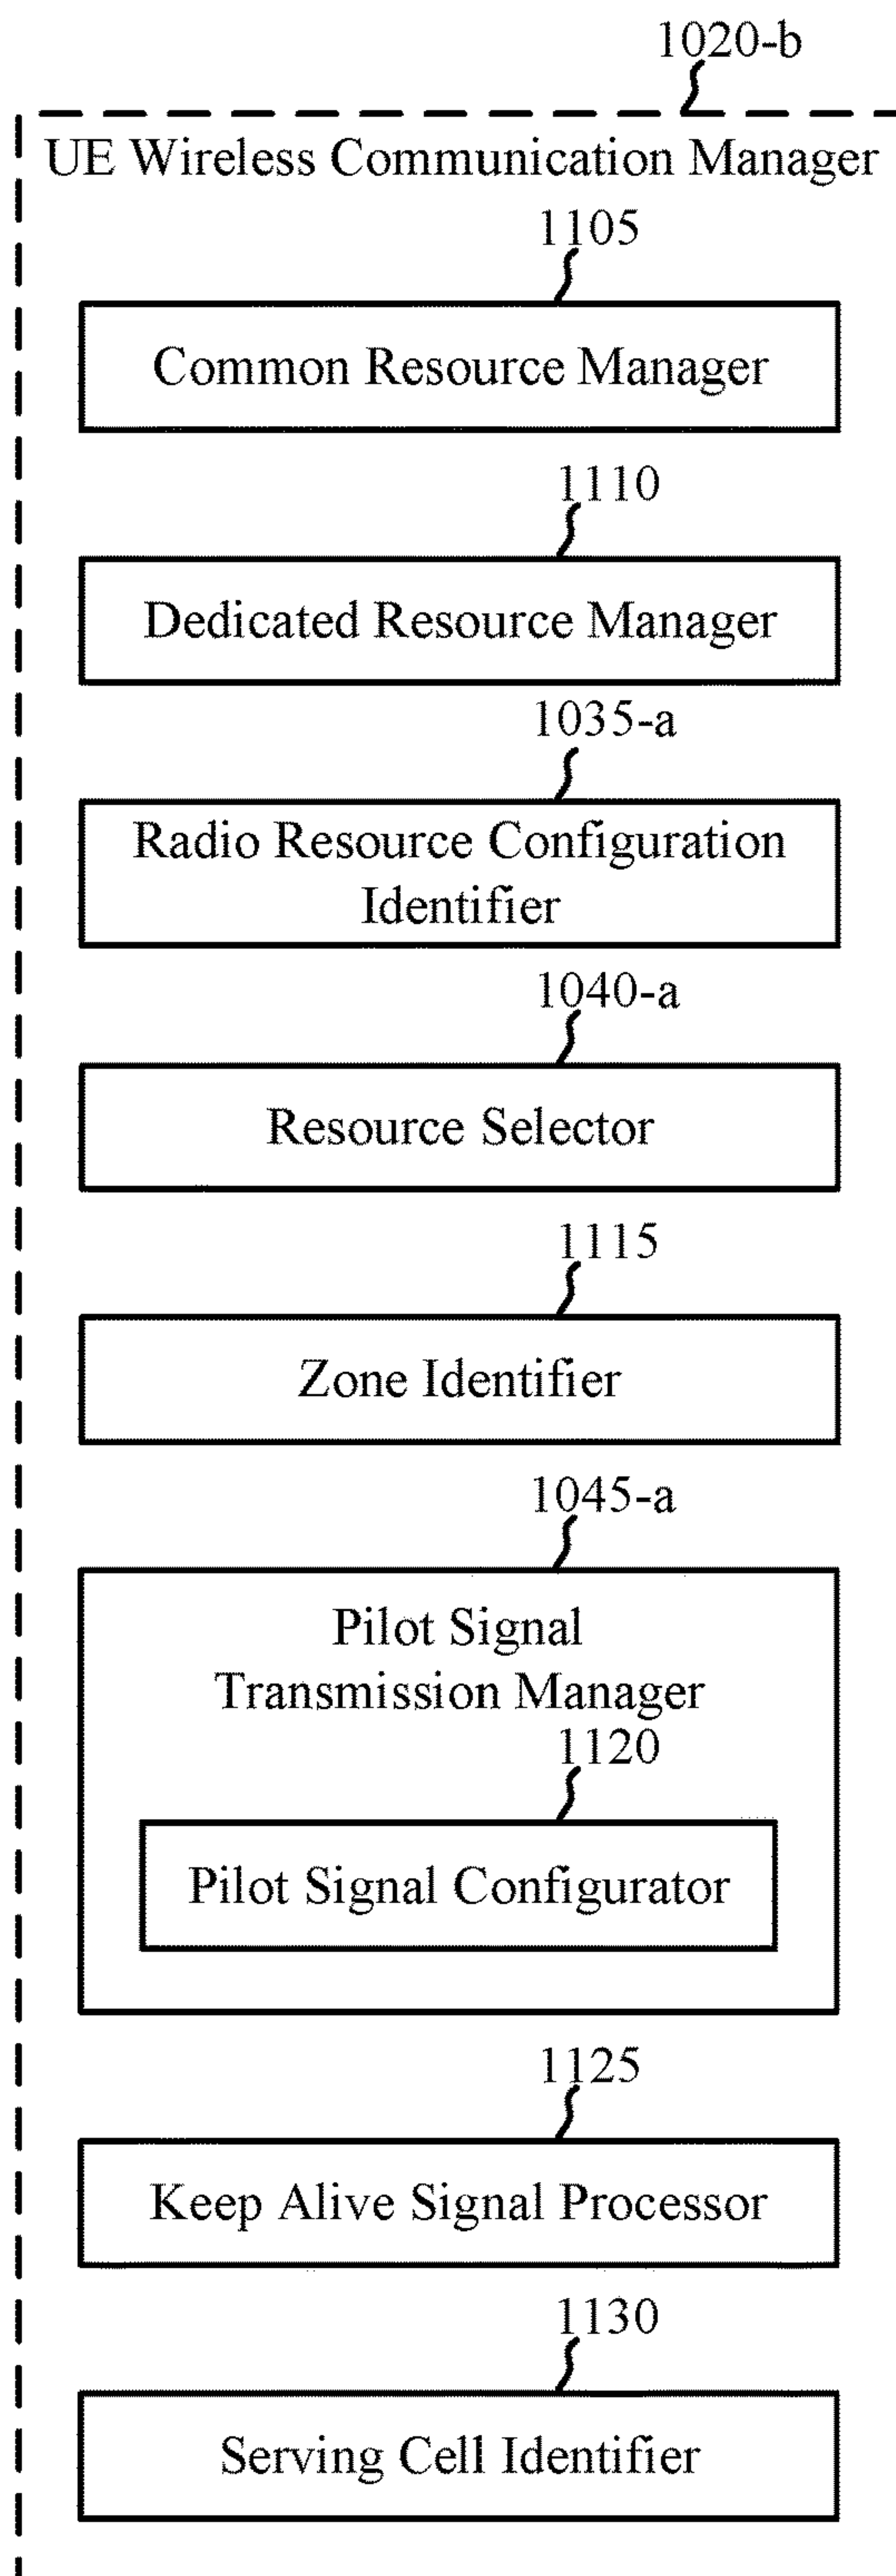 1020-b
UE Wireless Communication Manager
1105
Common Resource Manager
1110
Dedicated Resource Manager
1035-a
Radio Resource Configuration
Identifier
1040-a
Resource Selector
1115
Zone Identifier
1045-a
Pilot Signal
Transmission Manager
1120
Pilot Signal Configurator
1125
Keep Alive Signal Processor
1130
Serving Cell Identifier